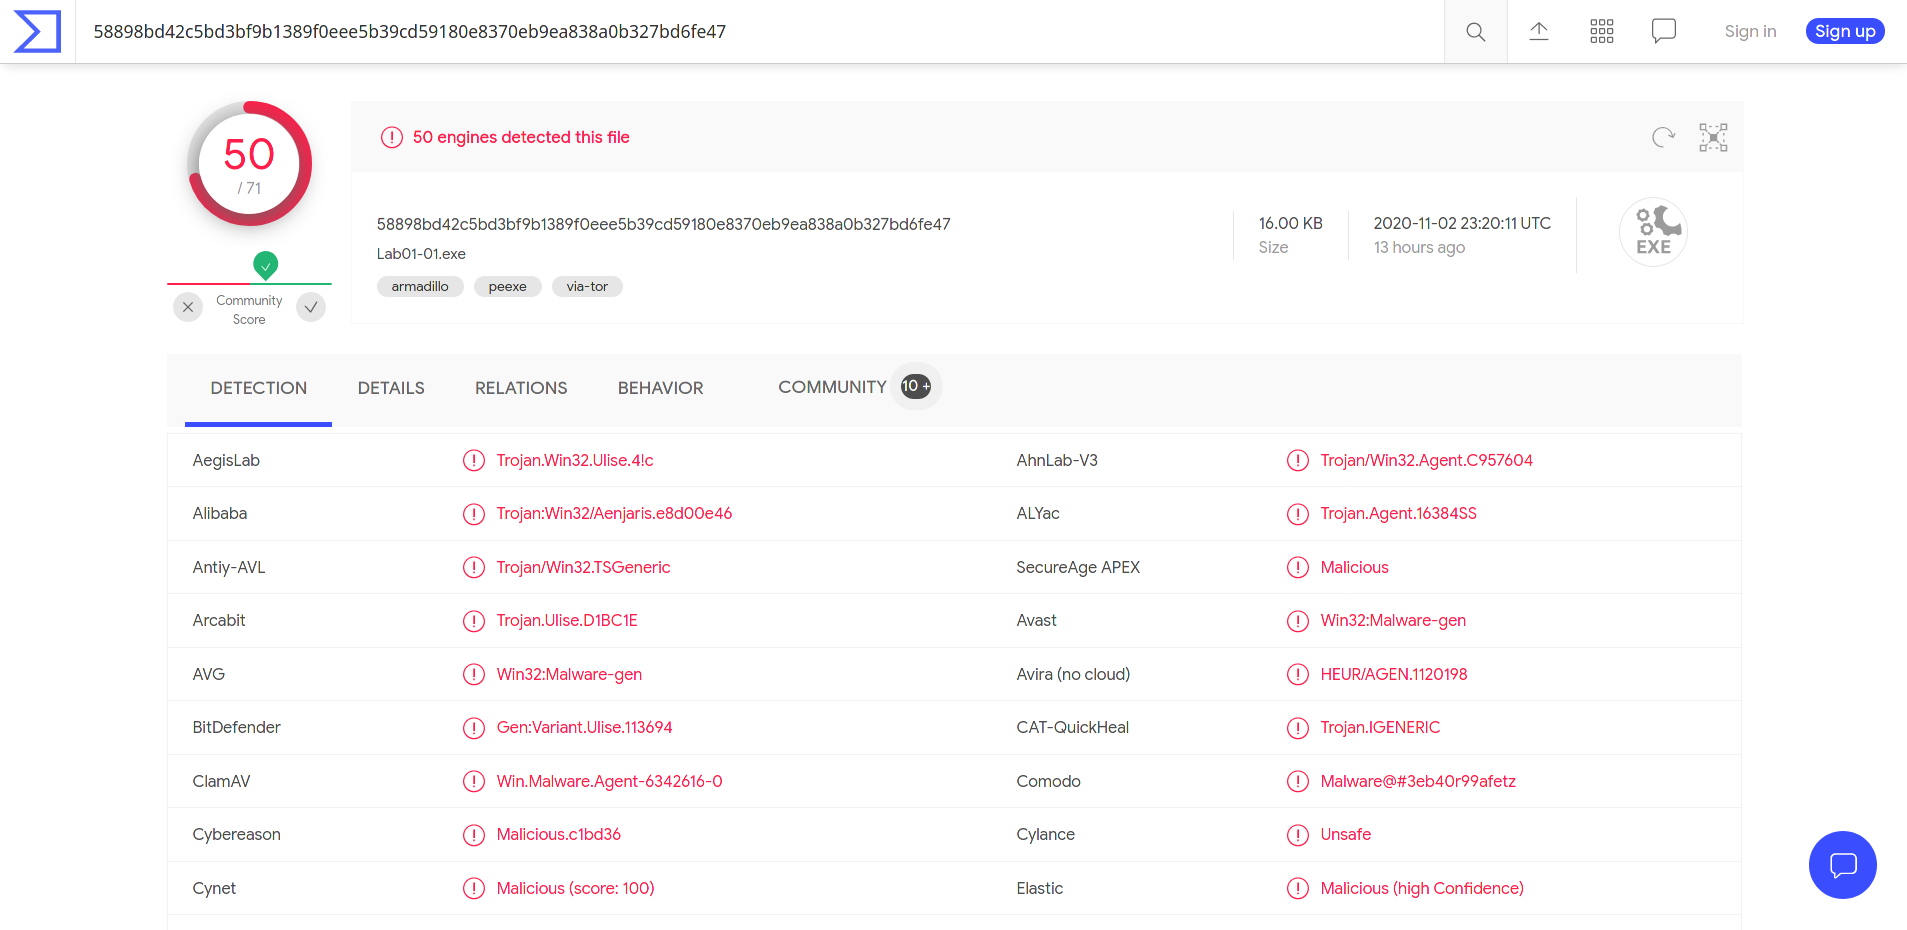 58898bd42c5bd3bf9b1389f0eee5b39cd59180e8370eb9ea838a0b327bd6fe47
Sign in
Sign up
50
/ 71
Community
Score
50 engines detected this file
58898bd42c5bd3bf9b1389f0eee5b39cd59180e8370eb9ea838a0b327bd6fe47
Lab01-01.exe
armadillo peexe via-tor
16.00 KB
Size
2020-11-02 23:20:11 UTC
13 hours ago
EXE
DETECTION DETAILS RELATIONS BEHAVIOR COMMUNITY 10 +
AegisLab Trojan.Win32.Ulise.4!c AhnLab-V3 Trojan/Win32.Agent.C957604
Alibaba Trojan:Win32/Aenjaris.e8d00e46 ALYac Trojan.Agent.16384SS
Antiy-AVL Trojan/Win32.TSGeneric SecureAge APEX Malicious
Arcabit Trojan.Ulise.D1BC1E Avast Win32:Malware-gen
AVG Win32:Malware-gen Avira (no cloud) HEUR/AGEN.1120198
BitDefender Gen:Variant.Ulise.113694 CAT-QuickHeal Trojan.IGENERIC
ClamAV Win.Malware.Agent-6342616-0 Comodo Malware@#3eb40r99afetz
Cybereason Malicious.c1bd36 Cylance Unsafe
Cynet Malicious (score: 100) Elastic Malicious (high Confidence)